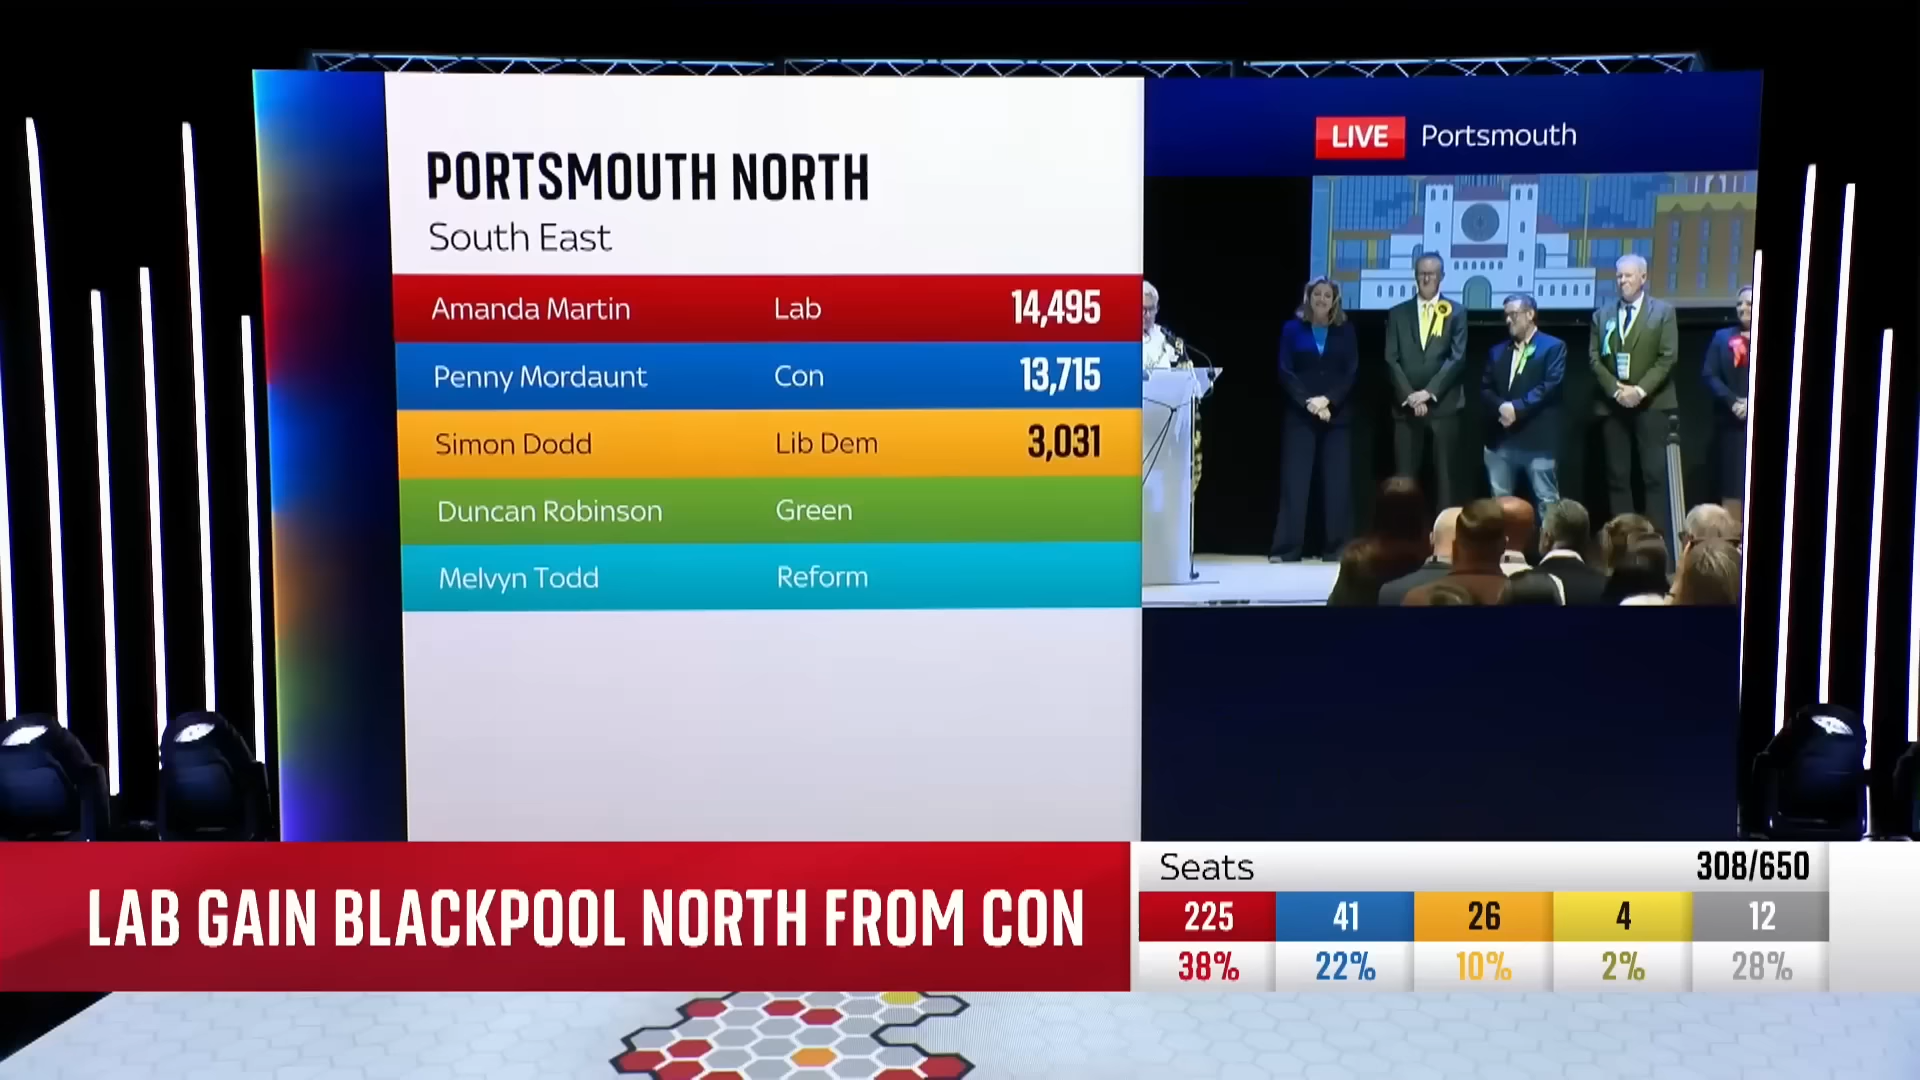 PORTSMOUTH NORTH
South East
Amanda Martin Lab 14,495
Penny Mordaunt Con 13,715
Simon Dodd Lib Dem 3,031
Duncan Robinson Green
Melvyn Todd Reform
LIVE Portsmouth
LAB GAIN BLACKPOOL NORTH FROM CON
Seats 308/650
225 41 26 4 12
38% 22% 10% 2% 28%